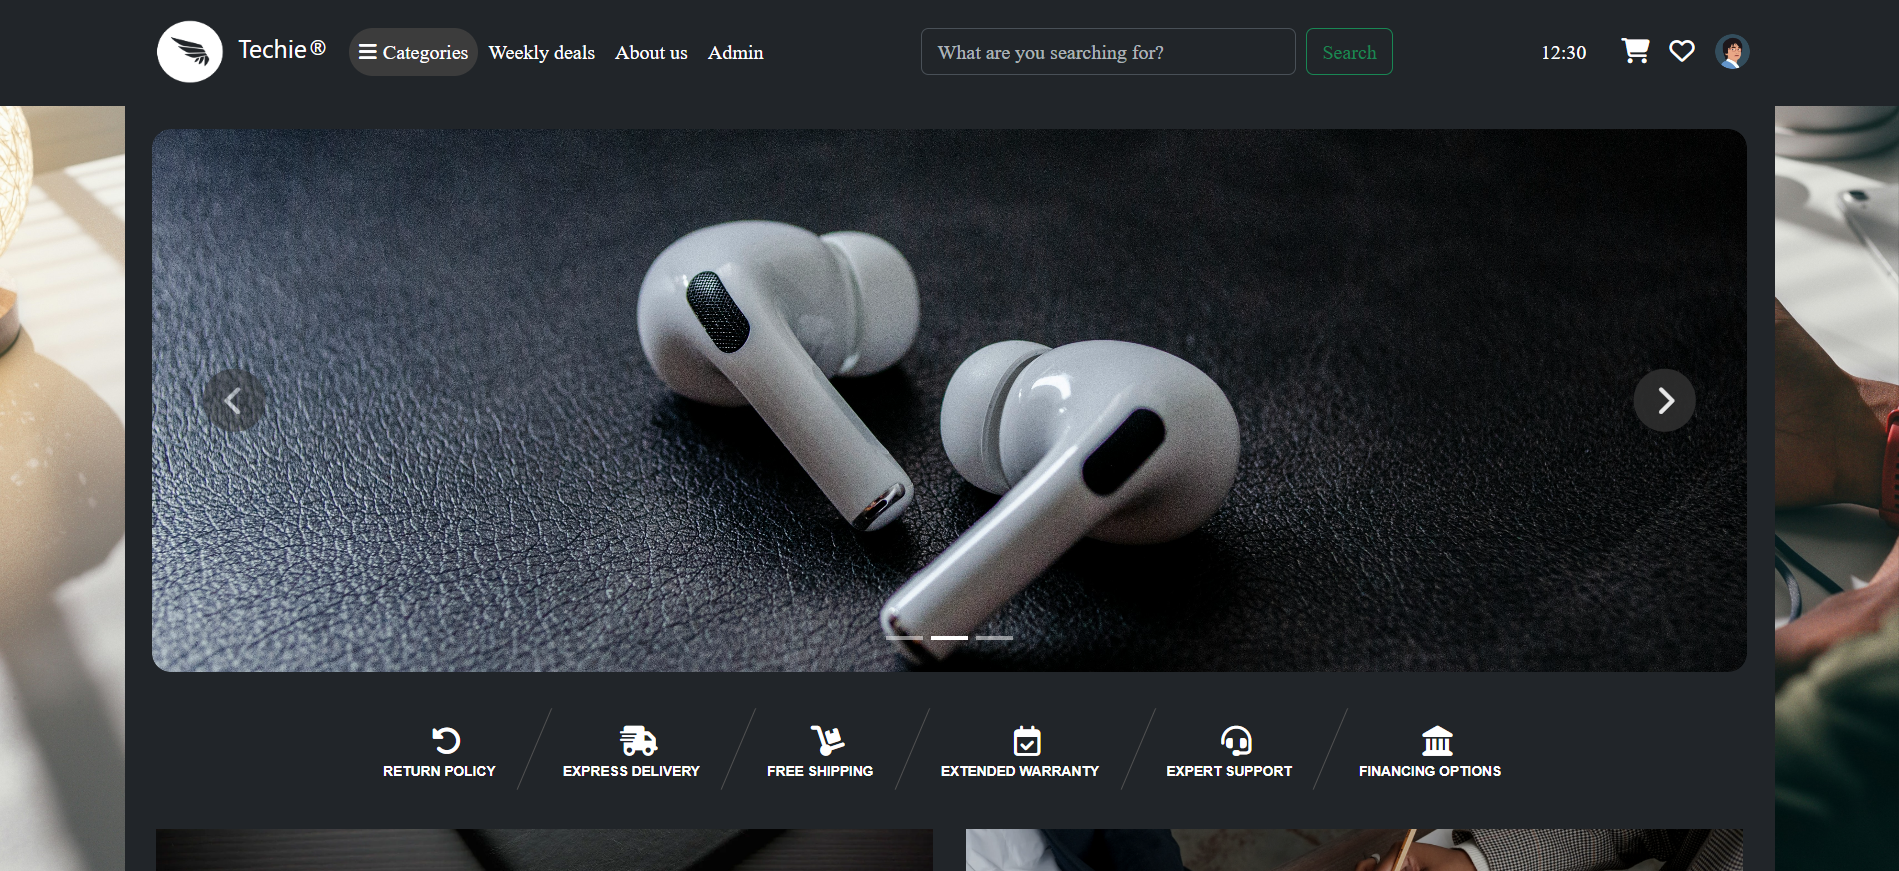 Techie®
Categories
Weekly deals
About us
Admin
What are you searching for?
Search
12:30
RETURN POLICY
EXPRESS DELIVERY
FREE SHIPPING
EXTENDED WARRANTY
EXPERT SUPPORT
FINANCING OPTIONS